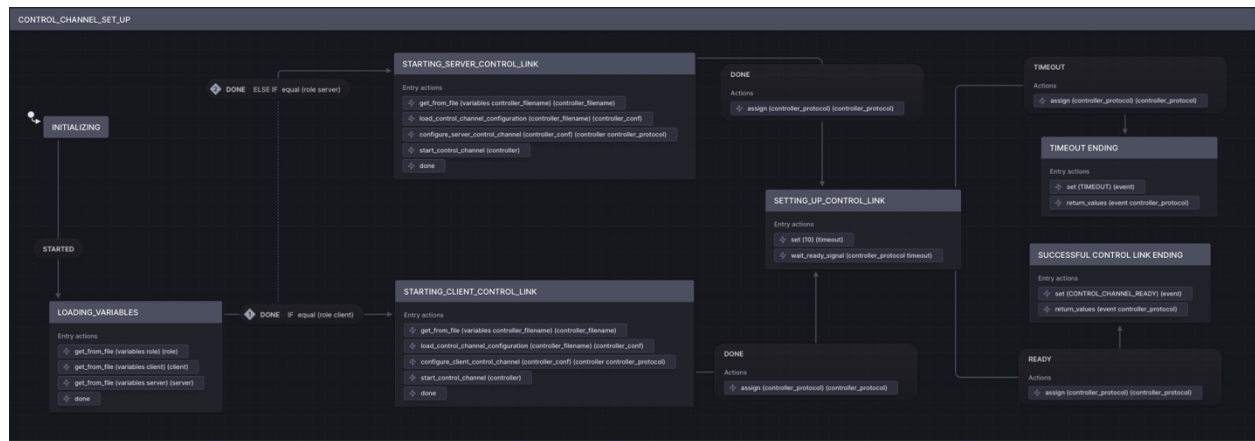 CONTROL_CHANNEL_SET_UP
INITIALIZING
STARTED
LOADING_VARIABLES
Entry actions
get_from_file (variables role) (role)
get_from_file (variables client) (client)
get_from_file (variables server) (server)
done
2 DONE ELSE IF equal (role server)
1 DONE IF equal (role client)
STARTING_SERVER_CONTROL_LINK
Entry actions
get_from_file (variables controller_filename) (controller_filename)
load_control_channel_configuration (controller_filename) (controller_conf)
configure_server_control_channel (controller_conf) (controller controller_protocol)
start_control_channel (controller)
done
STARTING_CLIENT_CONTROL_LINK
Entry actions
get_from_file (variables controller_filename) (controller_filename)
load_control_channel_configuration (controller_filename) (controller_conf)
configure_client_control_channel (controller_conf) (controller controller_protocol)
start_control_channel (controller)
done
DONE
Actions
assign (controller_protocol) (controller_protocol)
SETTING_UP_CONTROL_LINK
Entry actions
set (10) (timeout)
wait_ready_signal (controller_protocol timeout)
DONE
Actions
assign (controller_protocol) (controller_protocol)
TIMEOUT
Actions
assign (controller_protocol) (controller_protocol)
TIMEOUT ENDING
Entry actions
set (TIMEOUT) (event)
return_values (event controller_protocol)
SUCCESSFUL CONTROL LINK ENDING
Entry actions
set (CONTROL_CHANNEL_READY) (event)
return_values (event controller_protocol)
READY
Actions
assign (controller_protocol) (controller_protocol)